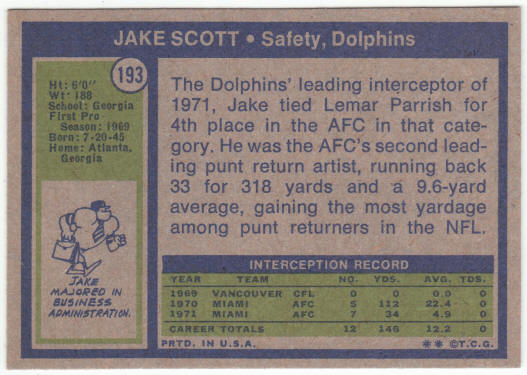 JAKE SCOTT • Safety, Dolphins
193
Ht: 6'0"
Wt: 188
School: Georgia
First Pro
Season: 1969
Born: 7-20-45
Home: Atlanta,
Georgia
JAKE
MAJORED IN
BUSINESS
ADMINISTRATION.
The Dolphins' leading interceptor of
1971, Jake tied Lemar Parrish for
4th place in the AFC in that cate-
gory. He was the AFC's second lead-
ing punt return artist, running back
33 for 318 yards and a 9.6-yard
average, gaining the most yardage
among punt returners in the NFL.
INTERCEPTION RECORD
YEAR TEAM NO. YDS. AVG. TDS.
1969 VANCOUVER CFL 0 0 0.0 0
1970 MIAMI AFC 5 112 22.4 0
1971 MIAMI AFC 7 34 4.9 0
CAREER TOTALS 12 146 12.2 0
PRTD. IN U.S.A. ** ©T.C.G.